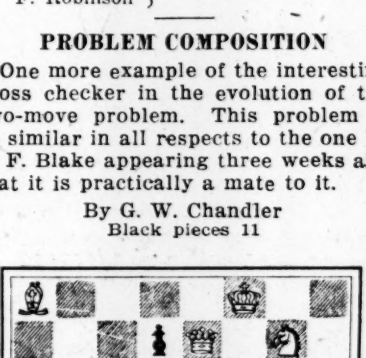 F. Robinson
PROBLEM COMPOSITION
One more example of the interesti
oss checker in the evolution of t
o-move problem. This problem
similar in all respects to the one
F. Blake appearing three weeks a
at it is practically a mate to it.
By G. W. Chandler
Black pieces 11